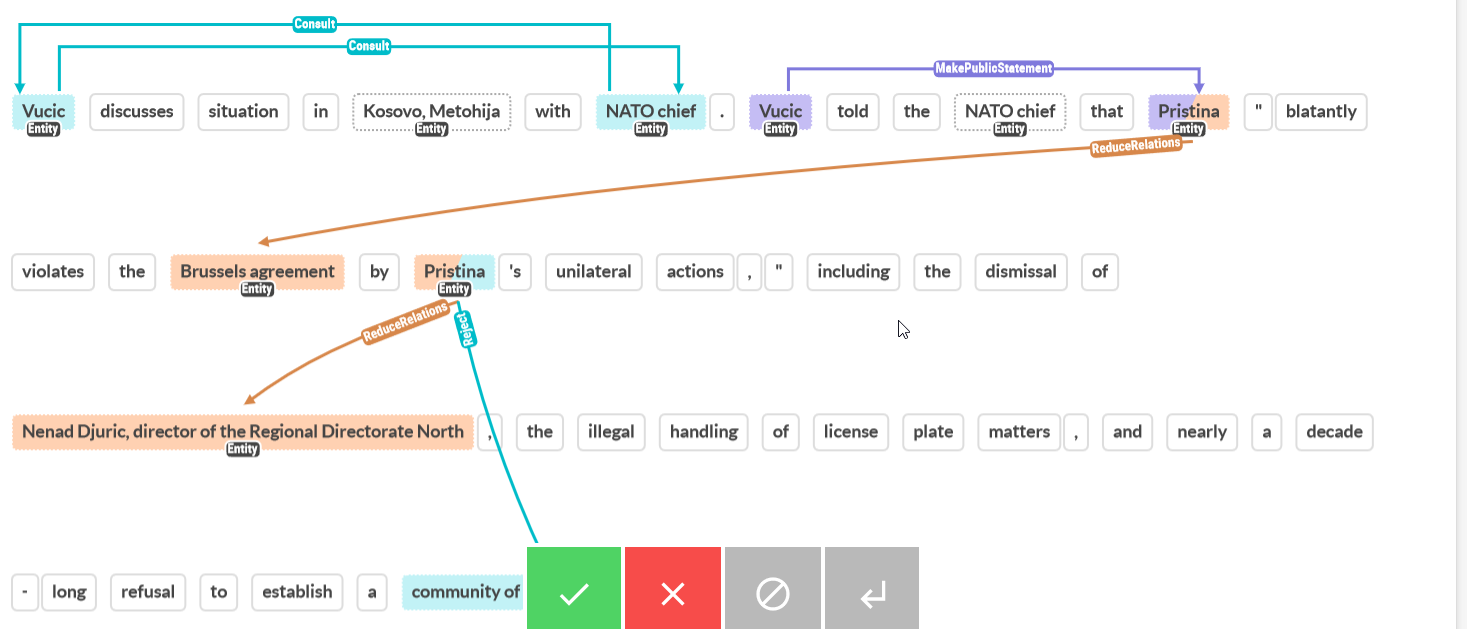 Consult
Consult
MakePublicStatement
Vucic discusses situation in Kosovo, Metohija with NATO chief . Vucic told the NATO chief that Pristina " blatantly
Entity Entity Entity Entity Entity Entity
ReduceRelations
violates the Brussels agreement by Pristina 's unilateral actions , " including the dismissal of
Entity Entity
ReduceRelations Reject
Nenad Djuric, director of the Regional Directorate North , the illegal handling of license plate matters , and nearly a decade
Entity
- long refusal to establish a community of